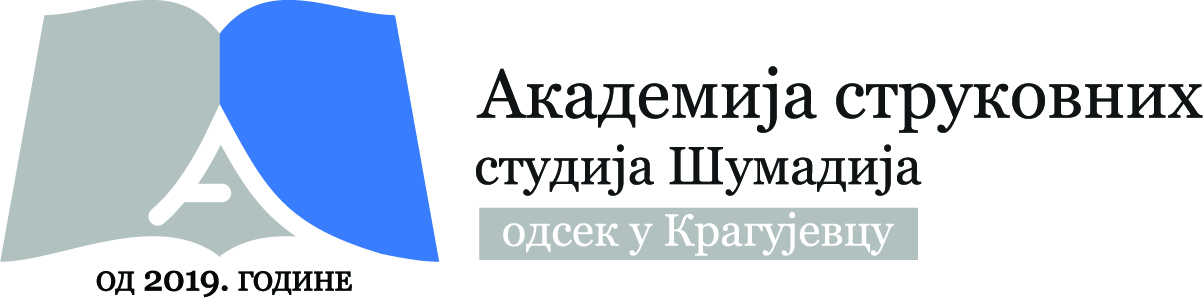 Академија струковних
студија Шумадија
одсек у Крагујевцу
од 2019. године